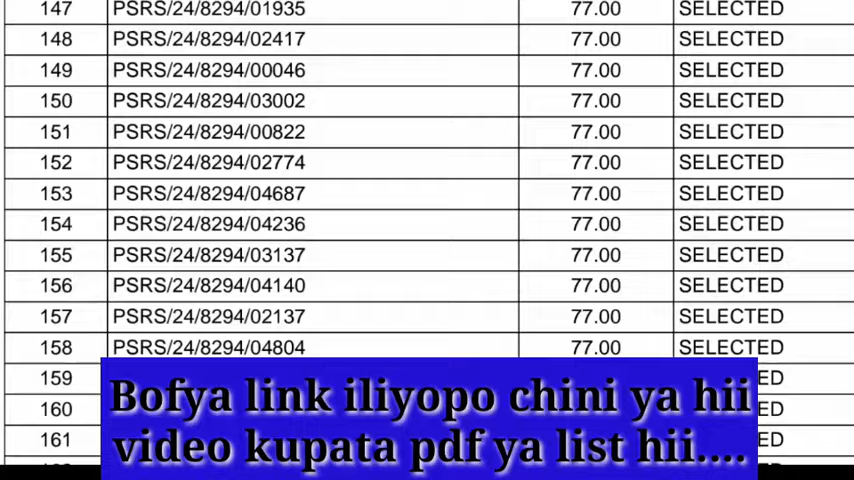 147 PSRS/24/8294/01935 77.00 SELECTED
148 PSRS/24/8294/02417 77.00 SELECTED
149 PSRS/24/8294/00046 77.00 SELECTED
150 PSRS/24/8294/03002 77.00 SELECTED
151 PSRS/24/8294/00822 77.00 SELECTED
152 PSRS/24/8294/02774 77.00 SELECTED
153 PSRS/24/8294/04687 77.00 SELECTED
154 PSRS/24/8294/04236 77.00 SELECTED
155 PSRS/24/8294/03137 77.00 SELECTED
156 PSRS/24/8294/04140 77.00 SELECTED
157 PSRS/24/8294/02137 77.00 SELECTED
158 PSRS/24/8294/04804 77.00 SELECTED
159
160
161
Bofya link iliyopo chini ya hii
video kupata pdf ya list hii....